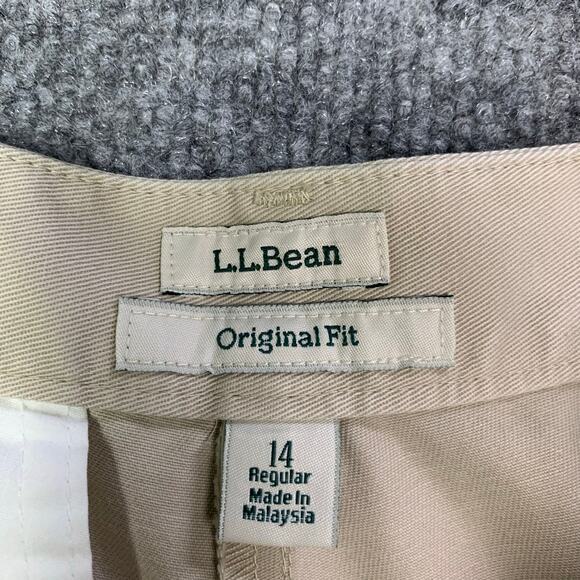 L.L.Bean
Original Fit
14
Regular
Made In
Malaysia